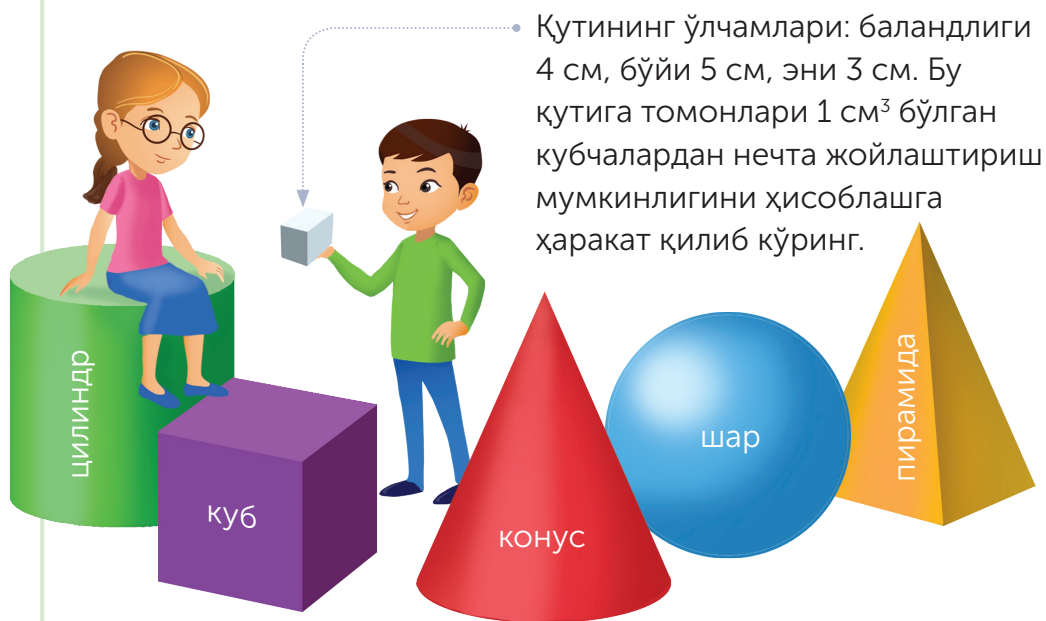 Қутининг ўлчамлари: баландлиги
4 см, бўйи 5 см, эни 3 см. Бу
қутига томонлари 1 см³ бўлган
кубчалардан нечта жойлаштириш
мумкинлигини ҳисоблашга
ҳаракат қилиб кўринг.
цилиндр
куб
конус
шар
пирамида